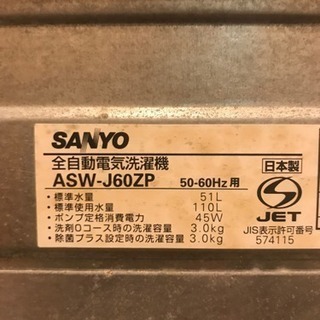 SANYO
全自動電気洗濯機
日本製
ASW-J60ZP 50-60Hz用
・標準水量 51L
・標準使用水量 110L
・ポンプ定格消費電力 45W
・洗剤0コース時の洗濯容量 3.0kg
・除菌プラス設定時の洗濯容量 3.0kg
S
JET
JIS表示許可番号
574115